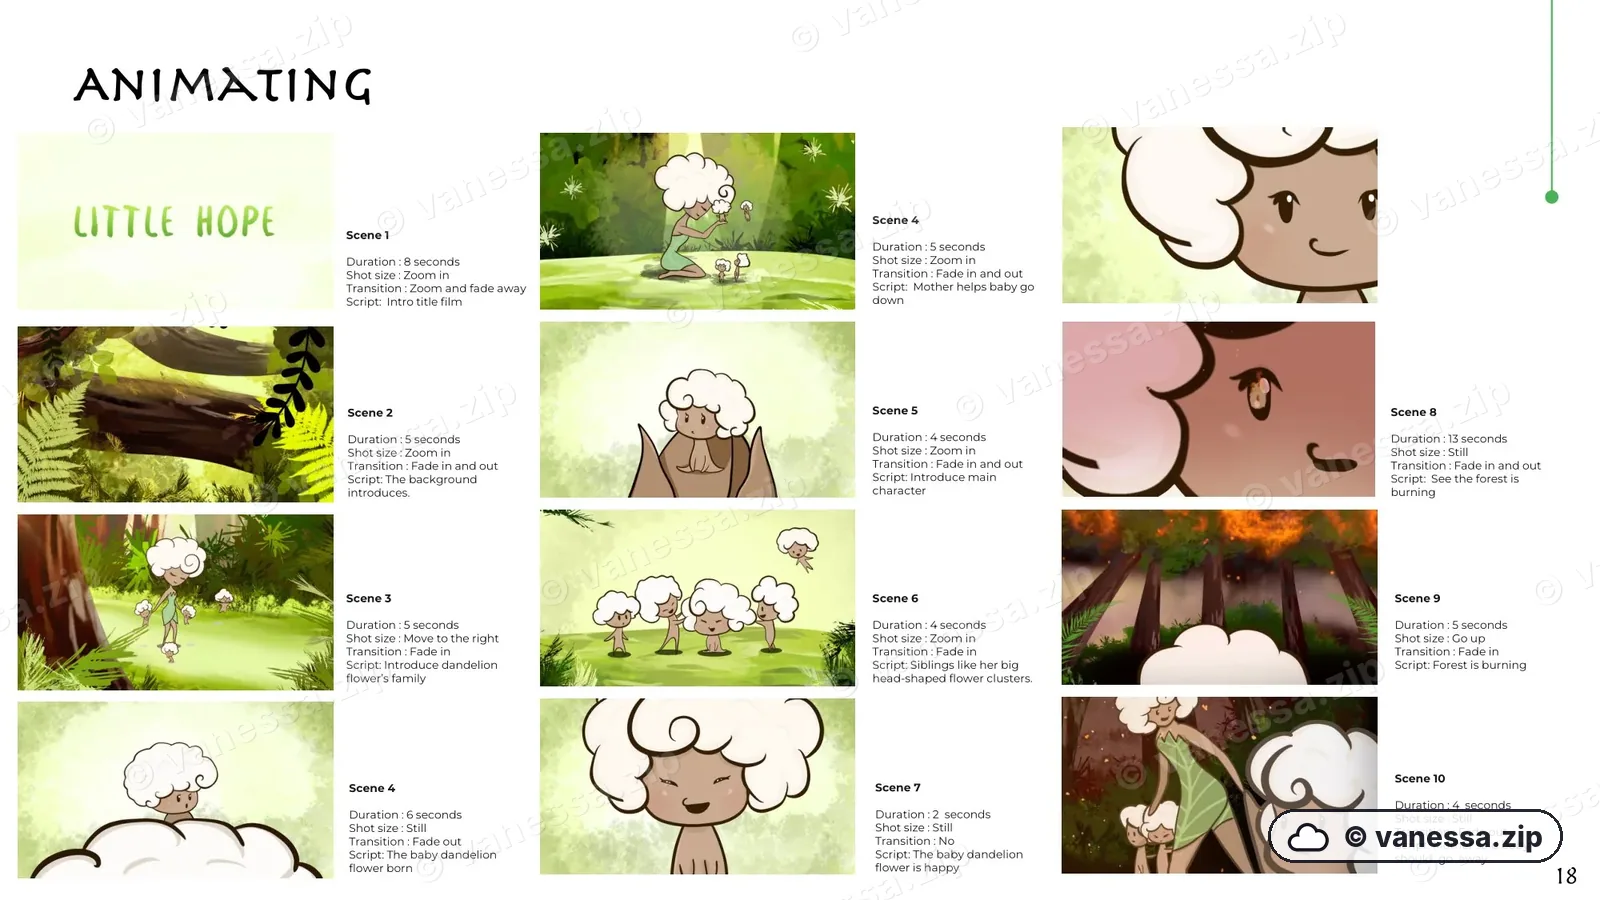 ANIMATING
LITTLE HOPE
Scene 1
Duration : 8 seconds
Shot size : Zoom in
Transition : Zoom and fade away
Script: Intro title film
Scene 2
Duration : 5 seconds
Shot size : Zoom in
Transition : Fade in and out
Script: The background
introduces.
Scene 3
Duration : 5 seconds
Shot size : Move to the right
Transition : Fade in
Script: Introduce dandelion
flower's family
Scene 4
Duration : 6 seconds
Shot size : Still
Transition : Fade out
Script: The baby dandelion
flower born
Scene 4
Duration : 5 seconds
Shot size : Zoom in
Transition : Fade in and out
Script: Mother helps baby go
down
Scene 5
Duration : 4 seconds
Shot size : Zoom in
Transition : Fade in and out
Script: Introduce main
character
Scene 6
Duration : 4 seconds
Shot size : Zoom in
Transition : Fade in
Script: Siblings like her big
head-shaped flower clusters.
Scene 7
Duration : 2 seconds
Shot size : Still
Transition : No
Script: The baby dandelion
flower is happy
Scene 8
Duration : 13 seconds
Shot size : Still
Transition : Fade in and out
Script: See the forest is
burning
Scene 9
Duration : 5 seconds
Shot size : Go up
Transition : Fade in
Script: Forest is burning
Scene 10
Duration : 4 seconds
Shot size : Still
should go away
© vanessa.zip
18